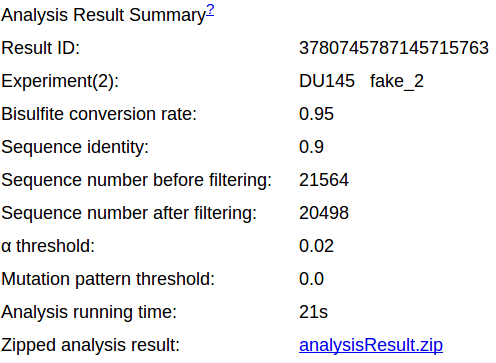 Analysis Result Summary?
Result ID: 3780745787145715763
Experiment(2): DU145 fake_2
Bisulfite conversion rate: 0.95
Sequence identity: 0.9
Sequence number before filtering: 21564
Sequence number after filtering: 20498
α threshold: 0.02
Mutation pattern threshold: 0.0
Analysis running time: 21s
Zipped analysis result: analysisResult.zip